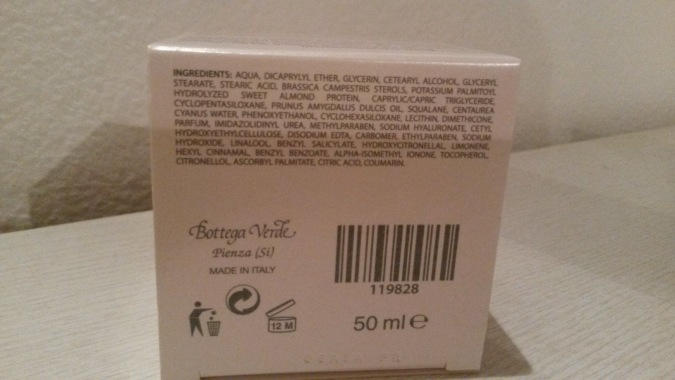 INGREDIENTS: AQUA, DICAPRYLYL ETHER, GLYCERIN, CETEARYL ALCOHOL, GLYCERYL
STEARATE, STEARIC ACID, BRASSICA CAMPESTRIS STEROLS, POTASSIUM PALMITOYL
HYDROLYZED SWEET ALMOND PROTEIN, CAPRYLIC/CAPRIC TRIGLYCERIDE,
CYCLOPENTASILOXANE, PRUNUS AMYGDALUS DULCIS OIL, SQUALANE, CENTAUREA
CYANUS WATER, PHENOXYETHANOL, CYCLOHEXASILOXANE, LECITHIN, DIMETHICONE,
PARFUM, IMIDAZOLIDINYL UREA, METHYLPARABEN, SODIUM HYALURONATE, CETYL
HYDROXYETHYLCELLULOSE, DISODIUM EDTA, CARBOMER, ETHYLPARABEN, SODIUM
HYDROXIDE, LINALOOL, BENZYL SALICYLATE, HYDROXYCITRONELLAL, LIMONENE,
HEXYL CINNAMAL, BENZYL BENZOATE, ALPHA-ISOMETHYL IONONE, TOCOPHEROL,
CITRONELLOL, ASCORBYL PALMITATE, CITRIC ACID, COUMARIN.
Bottega Verde
Pienza (Si)
MADE IN ITALY
119828
12 M
50 ml e